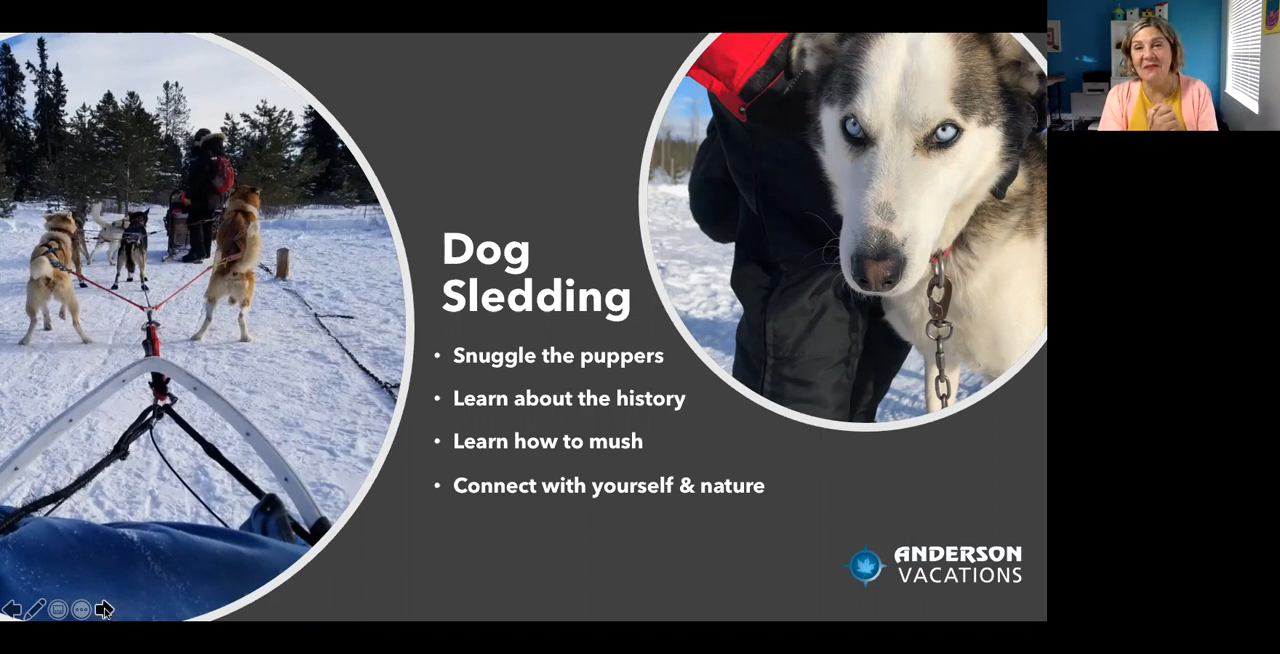 Dog
Sledding
• Snuggle the puppers
• Learn about the history
• Learn how to mush
• Connect with yourself & nature
ANDERSON
VACATIONS